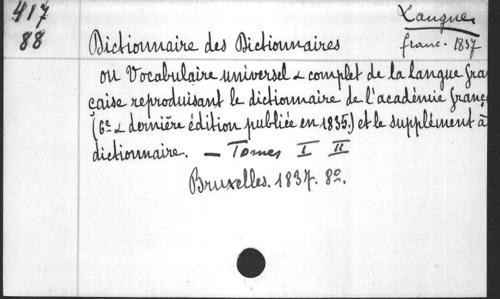 417
88
Langue
franc. 1837
Dictionnaire des Dictionnaires
ou Vocabulaire universel & complet de la langue fran
çaise reproduisant le dictionnaire de l'académie franç
(6e & dernière édition publiée en 1835.) et le supplément à
dictionnaire. — Tomes I II
Bruxelles. 1837. 8o.